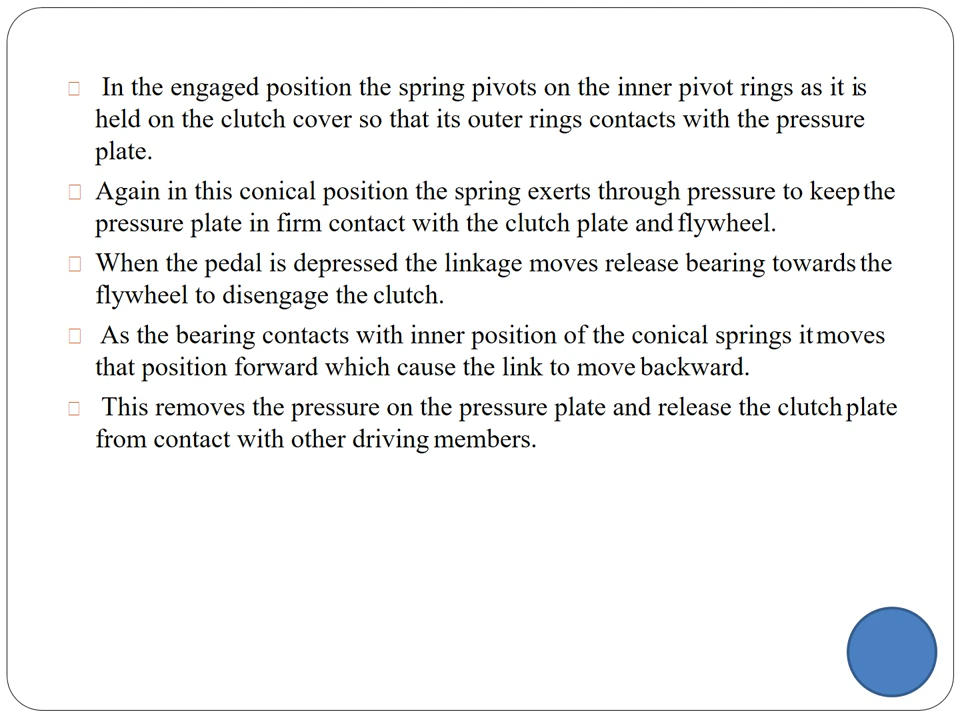 In the engaged position the spring pivots on the inner pivot rings as it is
held on the clutch cover so that its outer rings contacts with the pressure
plate.
Again in this conical position the spring exerts through pressure to keep the
pressure plate in firm contact with the clutch plate and flywheel.
When the pedal is depressed the linkage moves release bearing towards the
flywheel to disengage the clutch.
As the bearing contacts with inner position of the conical springs it moves
that position forward which cause the link to move backward.
This removes the pressure on the pressure plate and release the clutch plate
from contact with other driving members.